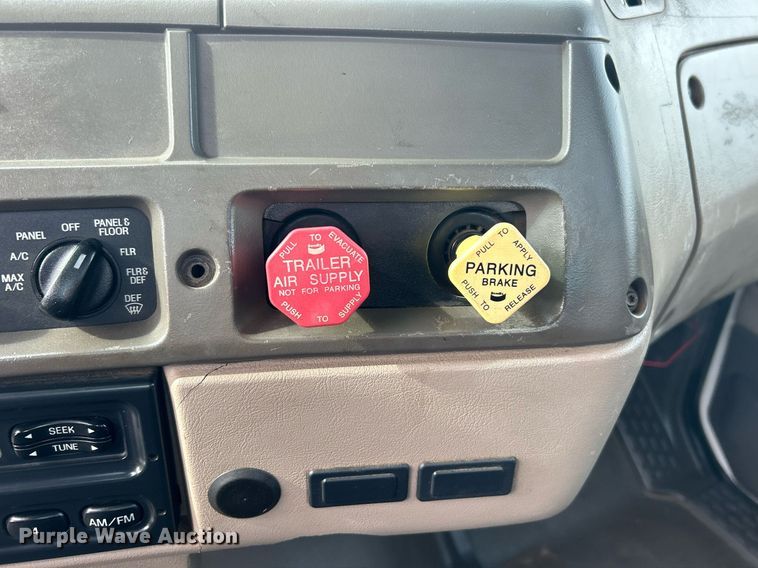 PANEL
OFF
PANEL &
FLOOR
A/C
FLR
MAX
A/C
FLR &
DEF
DEF
PULL TO EVACUATE
TRAILER
AIR SUPPLY
NOT FOR PARKING
PUSH TO SUPPLY
PULL TO APPLY
PARKING
BRAKE
PUSH TO RELEASE
SEEK
TUNE
AM/FM
Purple Wave Auction